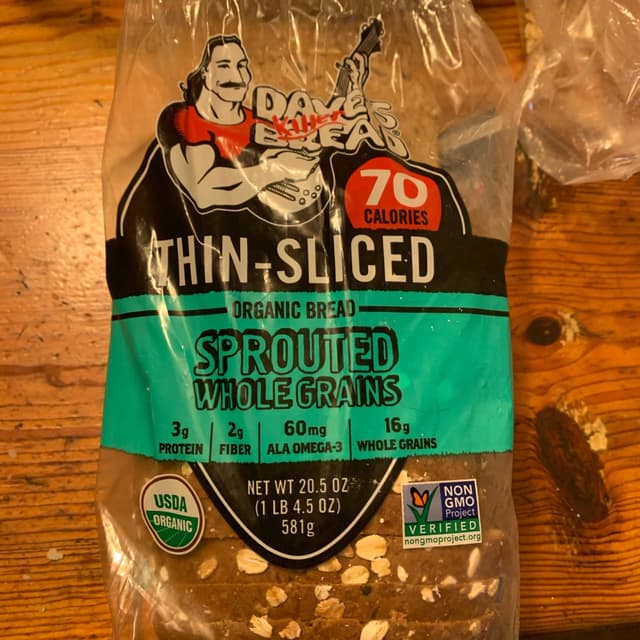 DAVE'S
Killer
BREAD
70
CALORIES
THIN-SLICED
ORGANIC BREAD
SPROUTED
WHOLE GRAINS
3g
PROTEIN
2g
FIBER
60mg
ALA OMEGA-3
16g
WHOLE GRAINS
NET WT 20.5 OZ
(1 LB 4.5 OZ)
581g
USDA
ORGANIC
NON
GMO
Project
VERIFIED
nongmoproject.org